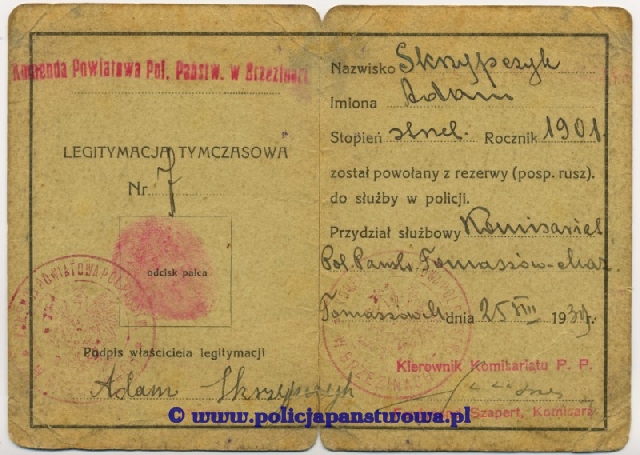 Komenda Powiatowa Pol. Państw. w Brzezinach
LEGITYMACJA TYMCZASOWA
Nr. 7
odcisk palca
Podpis właściciela legitymacji
Adam Skrzypczyk
Nazwisko Skrzypczyk
Imiona Adam
Stopień strzel. Rocznik 1901.
został powołany z rezerwy (posp. rusz).
do służby w policji.
Przydział służbowy Komisariat
Pol. Państw. Tomaszów-Maz.
Tomaszów M dnia 25 VIII 1939r.
Kierownik Komisariatu P. P.
Szapert, Komisarz
© www.policjapanstwowa.pl